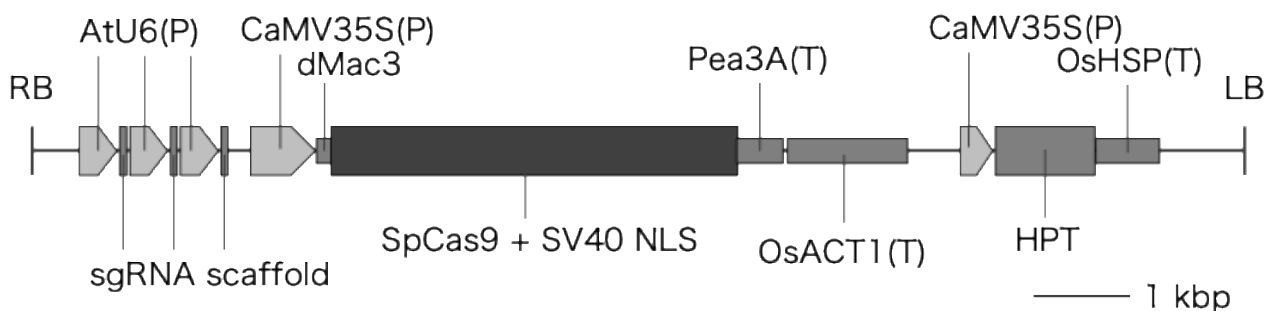 AtU6(P) CaMV35S(P) CaMV35S(P)
dMac3 Pea3A(T) OsHSP(T)
RB LB
SpCas9 + SV40 NLS OsACT1(T) HPT
sgRNA scaffold
1 kbp